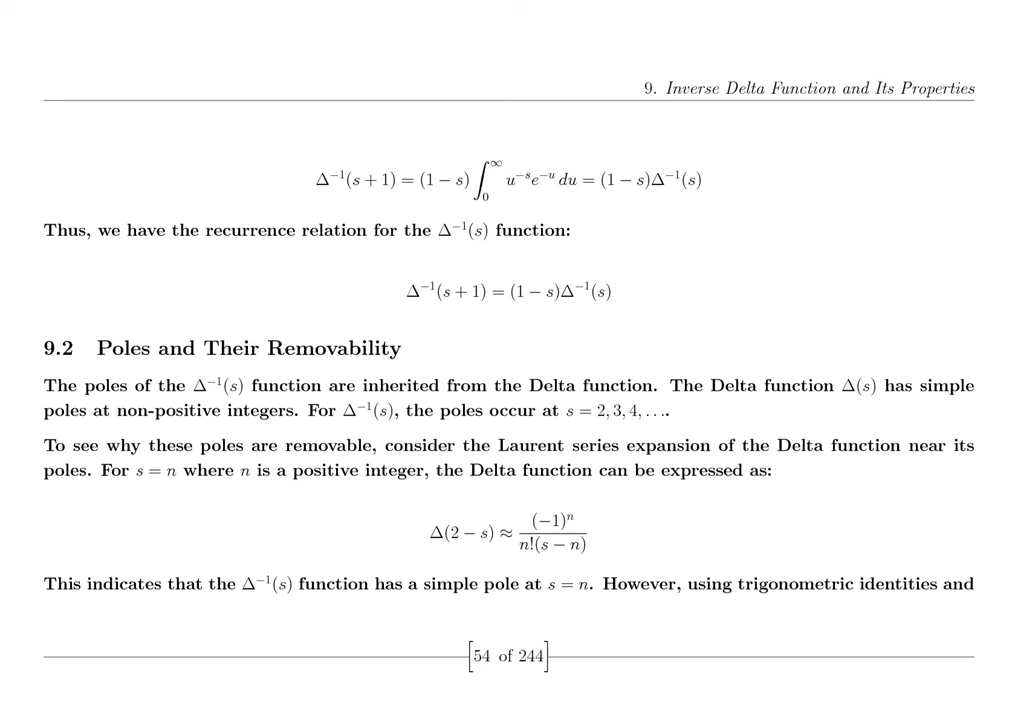 9. Inverse Delta Function and Its Properties
Δ⁻¹(s + 1) = (1 − s) ∫₀^∞ u⁻ˢe⁻ᵘ du = (1 − s)Δ⁻¹(s)
Thus, we have the recurrence relation for the Δ⁻¹(s) function:
Δ⁻¹(s + 1) = (1 − s)Δ⁻¹(s)
9.2 Poles and Their Removability
The poles of the Δ⁻¹(s) function are inherited from the Delta function. The Delta function Δ(s) has simple
poles at non-positive integers. For Δ⁻¹(s), the poles occur at s = 2, 3, 4, . . ..
To see why these poles are removable, consider the Laurent series expansion of the Delta function near its
poles. For s = n where n is a positive integer, the Delta function can be expressed as:
Δ(2 − s) ≈ (−1)ⁿ / n!(s − n)
This indicates that the Δ⁻¹(s) function has a simple pole at s = n. However, using trigonometric identities and
[54 of 244]